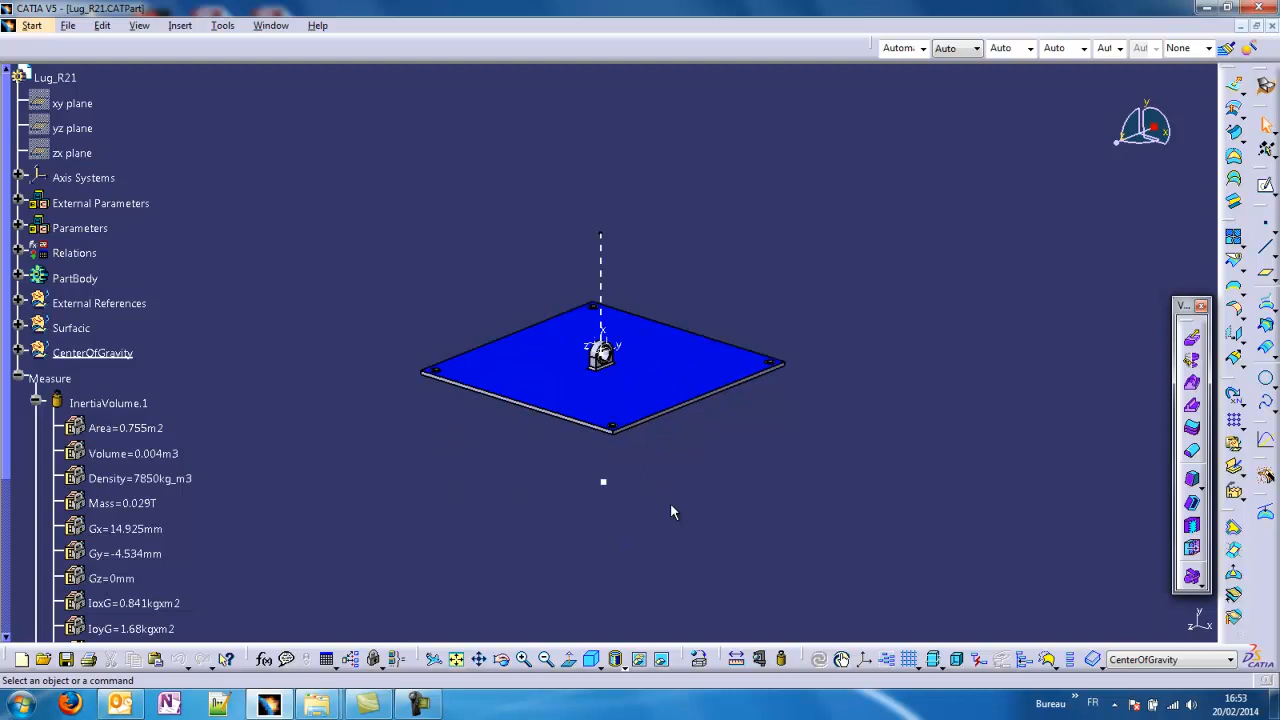 CATIA V5 - [Lug_R21.CATPart]
Start File Edit View Insert Tools Window Help
Autom. Auto Auto Auto Aut Aut None
Lug_R21
xy plane
yz plane
zx plane
Axis Systems
External Parameters
Parameters
Relations
PartBody
External References
Surfacic
CenterOfGravity
Measure
InertiaVolume.1
Area=0.755m2
Volume=0.004m3
Density=7850kg_m3
Mass=0.029T
Gx=14.925mm
Gy=-4.534mm
Gz=0mm
IoxG=0.841kgxm2
IoyG=1.68kgxm2
y
x
x
z
y
V...
y
z x
CenterOfGravity
CATIA
Select an object or a command
Bureau » FR 16:53
20/02/2014